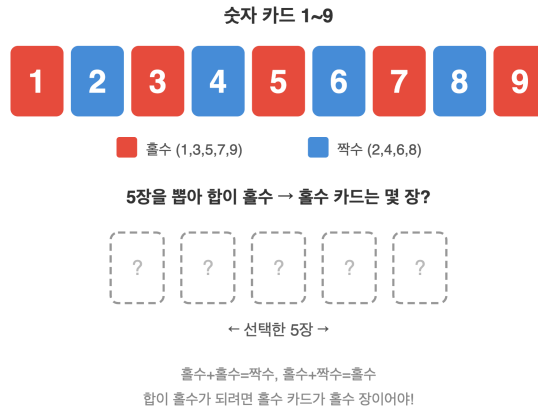 숫자 카드 1~9
1 2 3 4 5 6 7 8 9
홀수 (1,3,5,7,9) 짝수 (2,4,6,8)
5장을 뽑아 합이 홀수 → 홀수 카드는 몇 장?
? ? ? ? ?
← 선택한 5장 →
홀수+홀수=짝수, 홀수+짝수=홀수
합이 홀수가 되려면 홀수 카드가 홀수 장이어야!